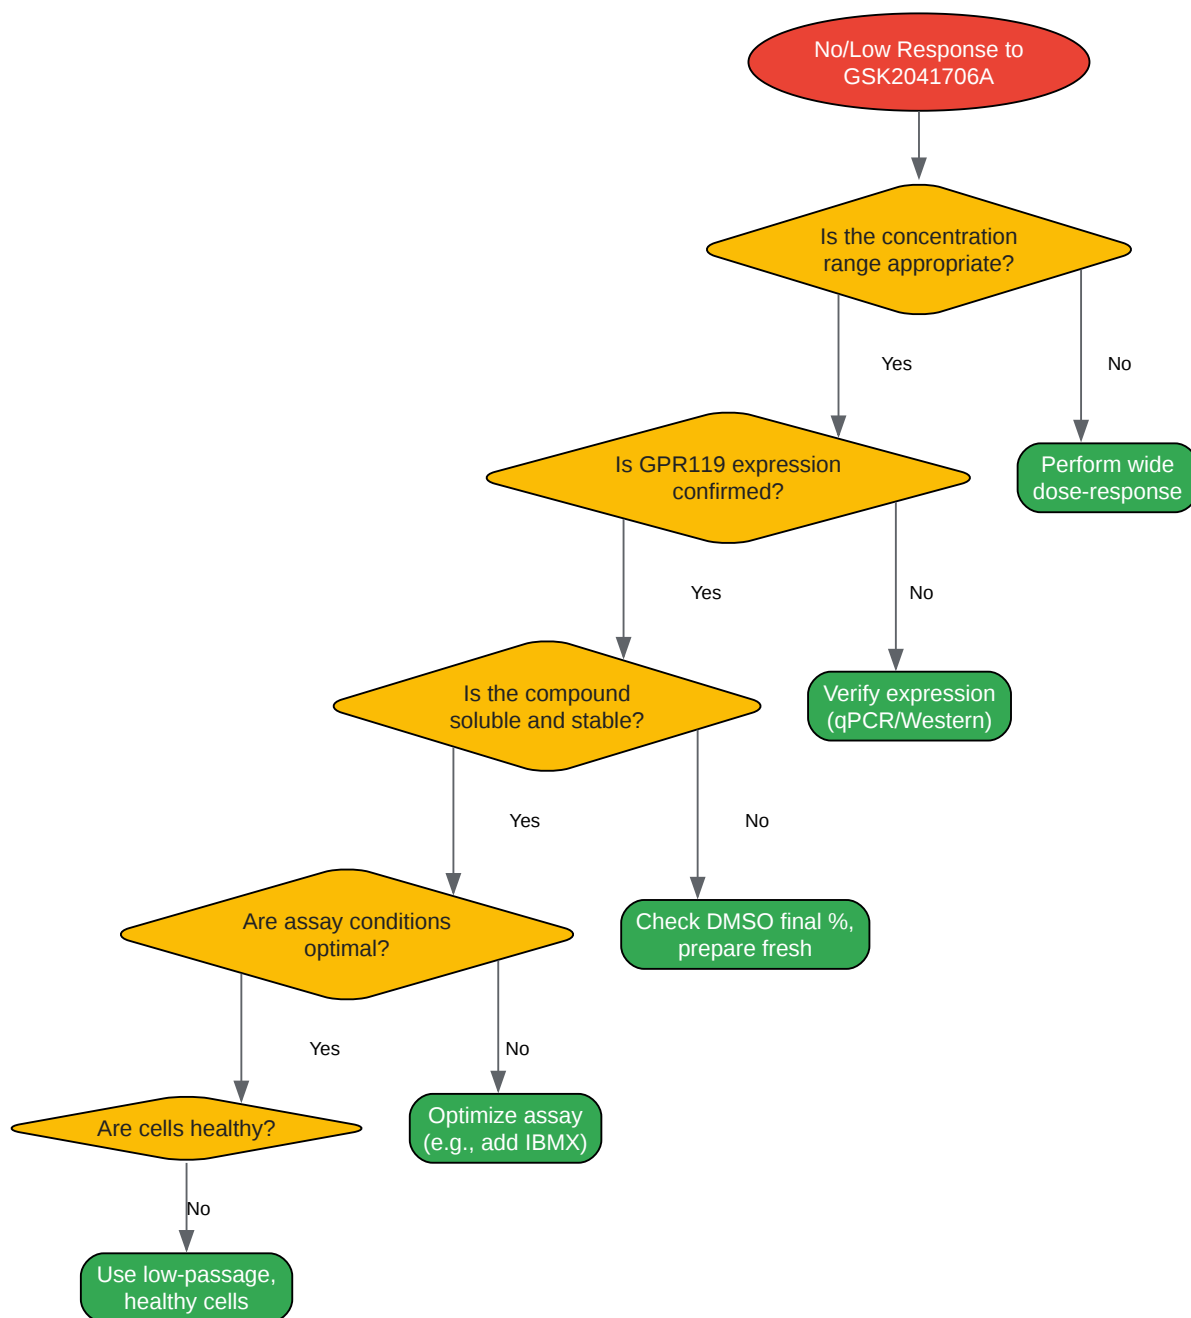 No/Low Response to
GSK2041706A
Is the concentration
range appropriate?
Yes
No
Is GPR119 expression
confirmed?
Perform wide
dose-response
Yes
No
Is the compound
soluble and stable?
Verify expression
(qPCR/Western)
Yes
No
Are assay conditions
optimal?
Check DMSO final %,
prepare fresh
Yes
No
Are cells healthy?
Optimize assay
(e.g., add IBMX)
No
Use low-passage,
healthy cells